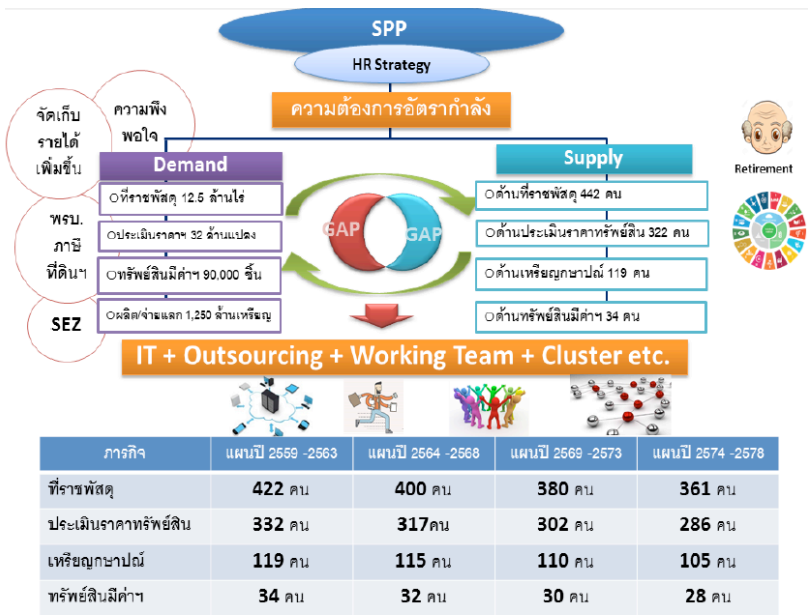 SPP
HR Strategy
ความต้องการอัตรากำลัง
จัดเก็บ
รายได้
เพิ่มขึ้น
ความพึง
พอใจ
พรบ.
ภาษี
ที่ดินฯ
SEZ
Demand
○ที่ราชพัสดุ 12.5 ล้านไร่
○ประเมินราคาฯ 32 ล้านแปลง
○ทรัพย์สินมีค่าฯ 90,000 ชิ้น
○ผลิต/จ่ายแลก 1,250 ล้านเหรียญ
GAP
GAP
Supply
○ด้านที่ราชพัสดุ 442 คน
○ด้านประเมินราคาทรัพย์สิน 322 คน
○ด้านเหรียญกษาปณ์ 119 คน
○ด้านทรัพย์สินมีค่าฯ 34 คน
Retirement
IT + Outsourcing + Working Team + Cluster etc.
ภารกิจ แผนปี 2559 -2563 แผนปี 2564 -2568 แผนปี 2569 -2573 แผนปี 2574 -2578
ที่ราชพัสดุ 422 คน 400 คน 380 คน 361 คน
ประเมินราคาทรัพย์สิน 332 คน 317คน 302 คน 286 คน
เหรียญกษาปณ์ 119 คน 115 คน 110 คน 105 คน
ทรัพย์สินมีค่าฯ 34 คน 32 คน 30 คน 28 คน